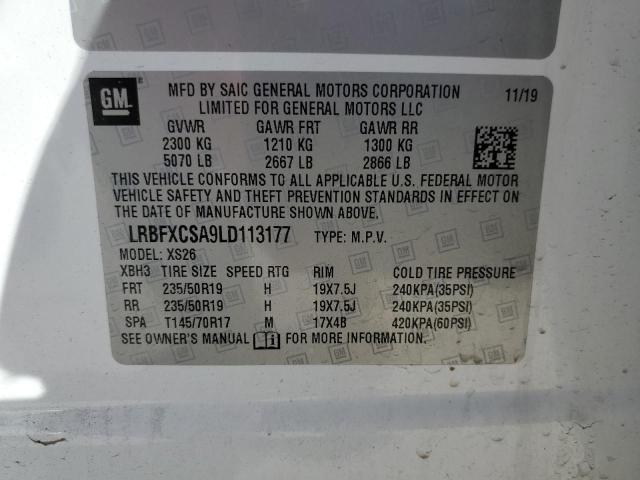 GM
MFD BY SAIC GENERAL MOTORS CORPORATION 11/19
LIMITED FOR GENERAL MOTORS LLC
GVWR GAWR FRT GAWR RR
2300 KG 1210 KG 1300 KG
5070 LB 2667 LB 2866 LB
THIS VEHICLE CONFORMS TO ALL APPLICABLE U.S. FEDERAL MOTOR
VEHICLE SAFETY AND THEFT PREVENTION STANDARDS IN EFFECT ON
THE DATE OF MANUFACTURE SHOWN ABOVE.
LRBFXCSA9LD113177 TYPE: M.P.V.
MODEL: XS26
XBH3 TIRE SIZE SPEED RTG RIM COLD TIRE PRESSURE
FRT 235/50R19 H 19X7.5J 240KPA(35PSI)
RR 235/50R19 H 19X7.5J 240KPA(35PSI)
SPA T145/70R17 M 17X4B 420KPA(60PSI)
SEE OWNER'S MANUAL FOR MORE INFORMATION.